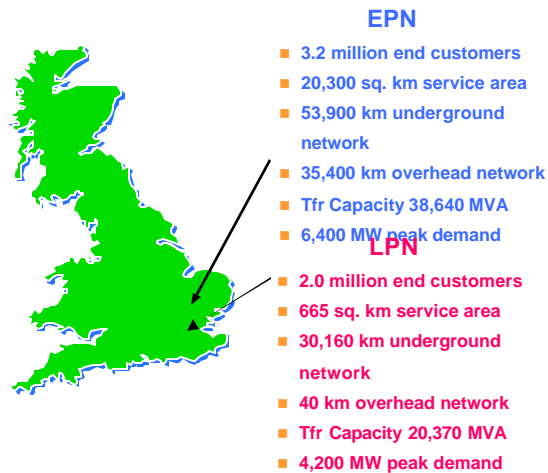 EPN
3.2 million end customers
20,300 sq. km service area
53,900 km underground
network
35,400 km overhead network
Tfr Capacity 38,640 MVA
6,400 MW peak demand
LPN
2.0 million end customers
665 sq. km service area
30,160 km underground
network
40 km overhead network
Tfr Capacity 20,370 MVA
4,200 MW peak demand